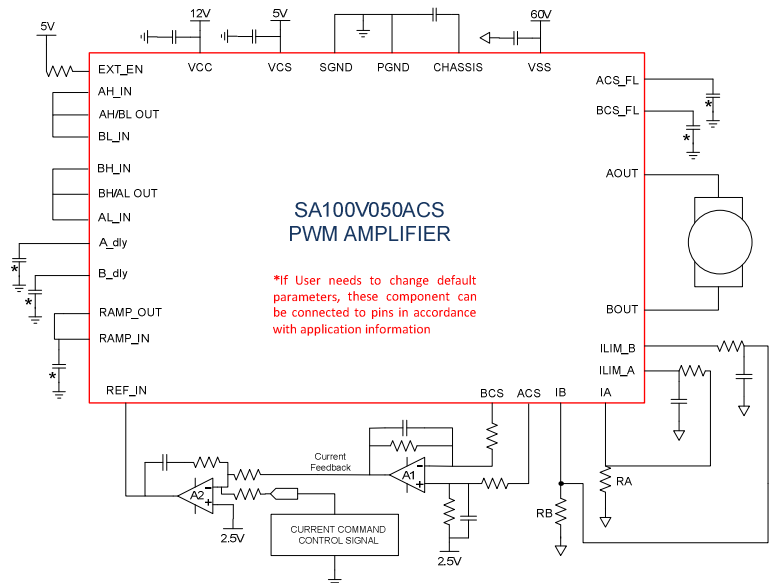 12V
5V
60V
5V
VCC
VCS
SGND
PGND
CHASSIS
VSS
EXT_EN
AH_IN
AH/BL OUT
BL_IN
BH_IN
BH/AL OUT
AL_IN
A_dly
*
B_dly
*
RAMP_OUT
RAMP_IN
*
REF_IN
ACS_FL
*
BCS_FL
*
AOUT
BOUT
ILIM_B
ILIM_A
SA100V050ACS
PWM AMPLIFIER
*If User needs to change default
parameters, these component can
be connected to pins in accordance
with application information
BCS
ACS
IB
IA
Current
Feedback
A1
A2
RA
RB
2.5V
2.5V
CURRENT COMMAND
CONTROL SIGNAL